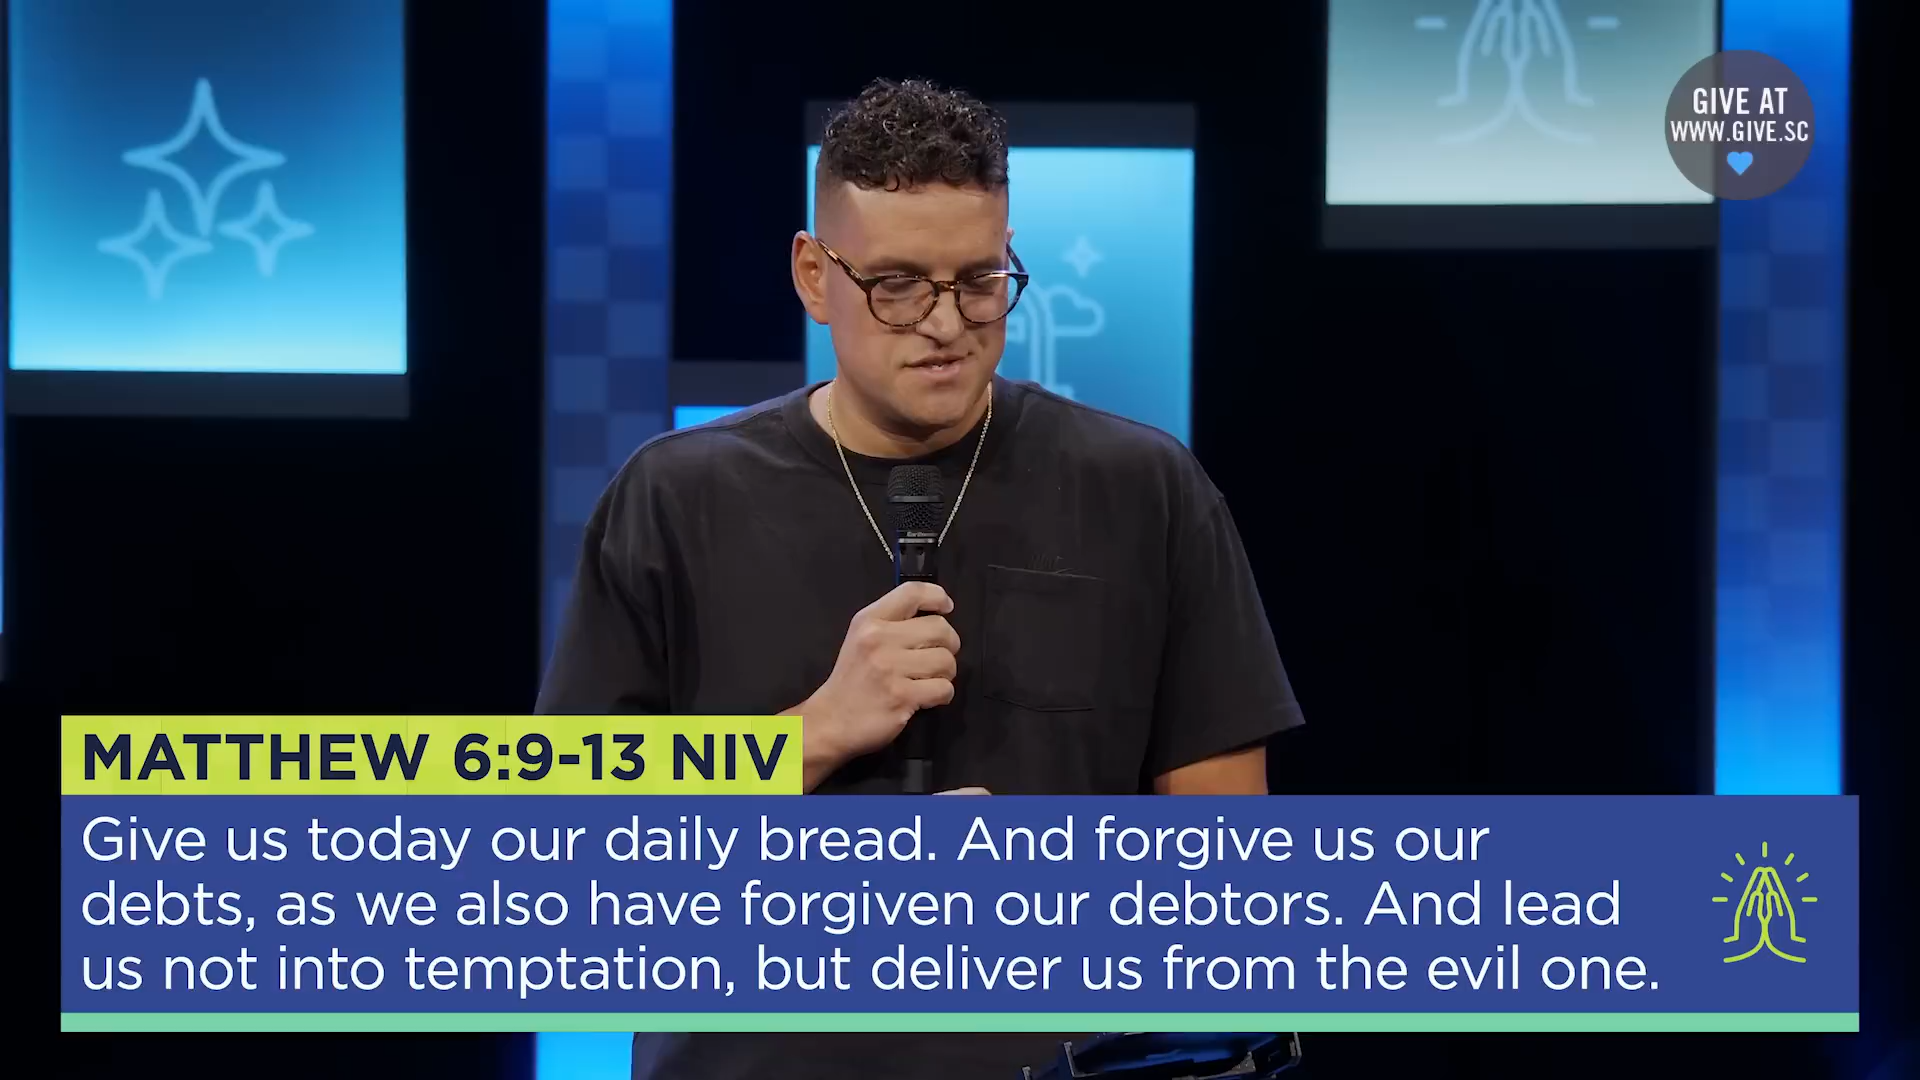 GIVE AT
WWW.GIVE.SC
MATTHEW 6:9-13 NIV
Give us today our daily bread. And forgive us our
debts, as we also have forgiven our debtors. And lead
us not into temptation, but deliver us from the evil one.